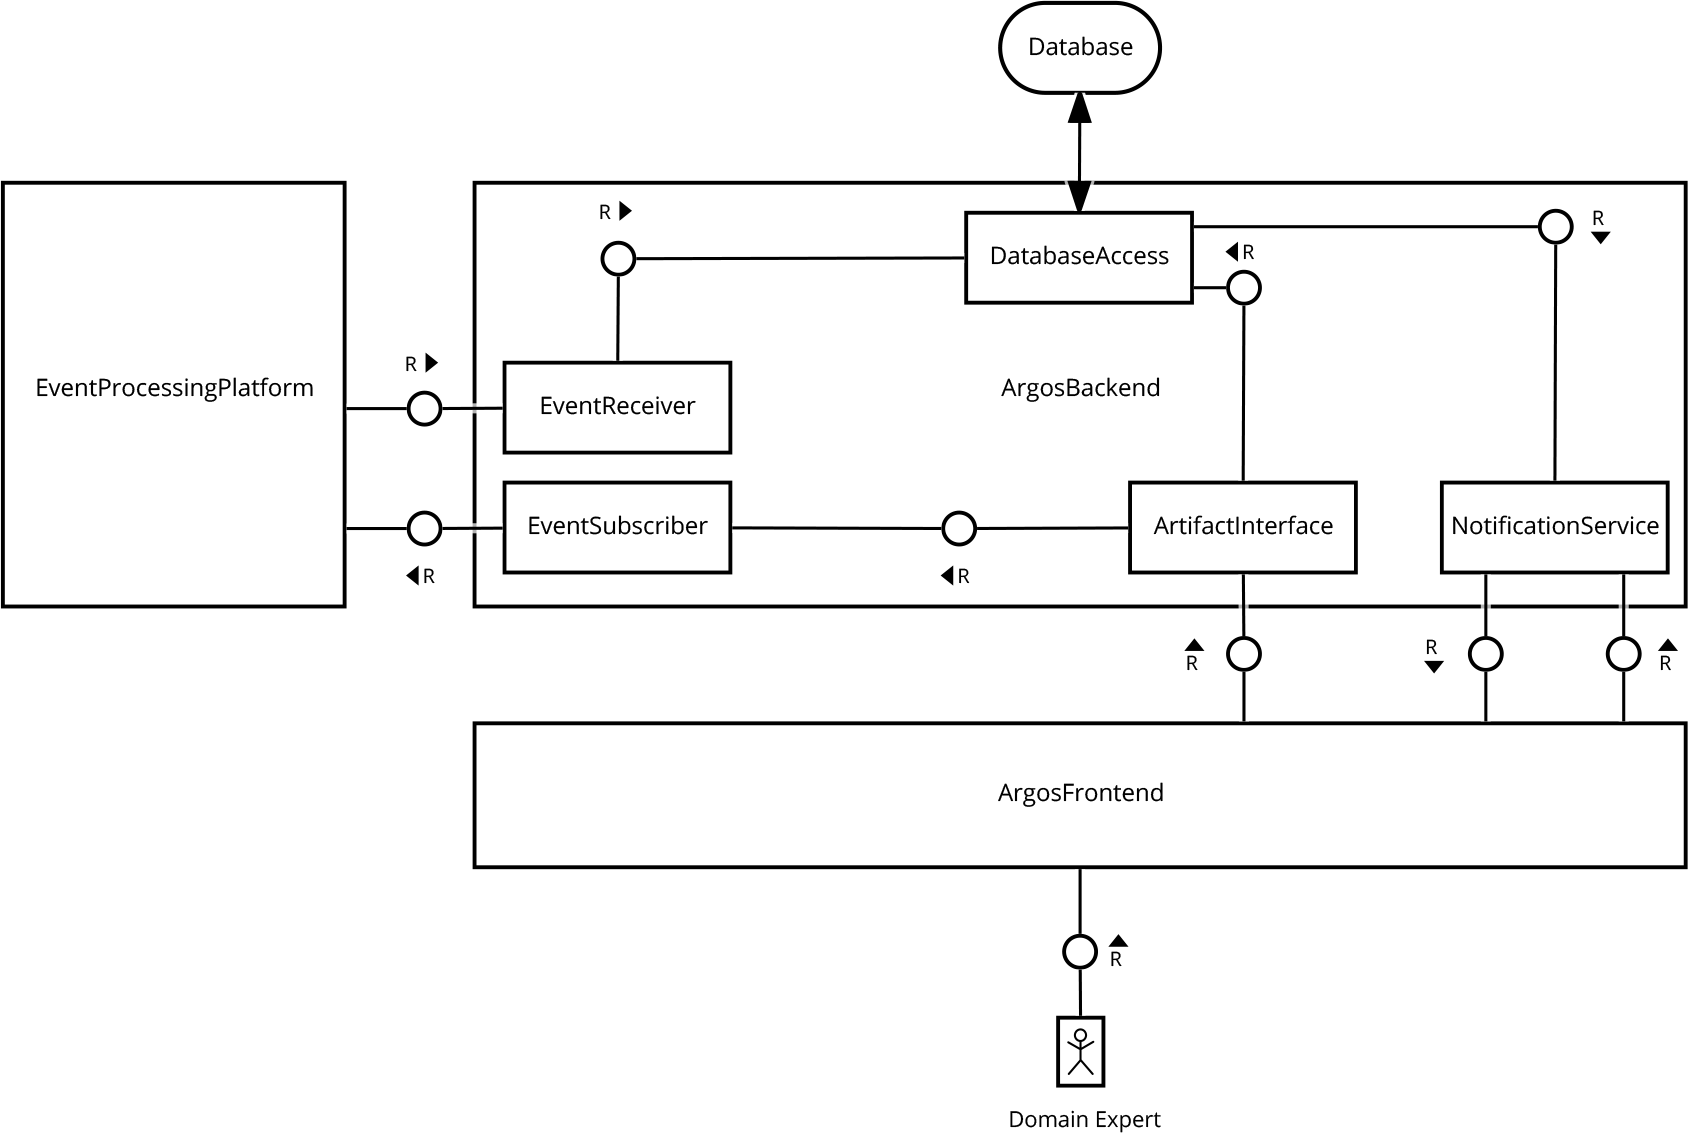 Database
R
R
DatabaseAccess
R
R
EventProcessingPlatform
ArgosBackend
EventReceiver
EventSubscriber
ArtifactInterface
NotificationService
R
R
R
R
R
ArgosFrontend
R
Domain Expert